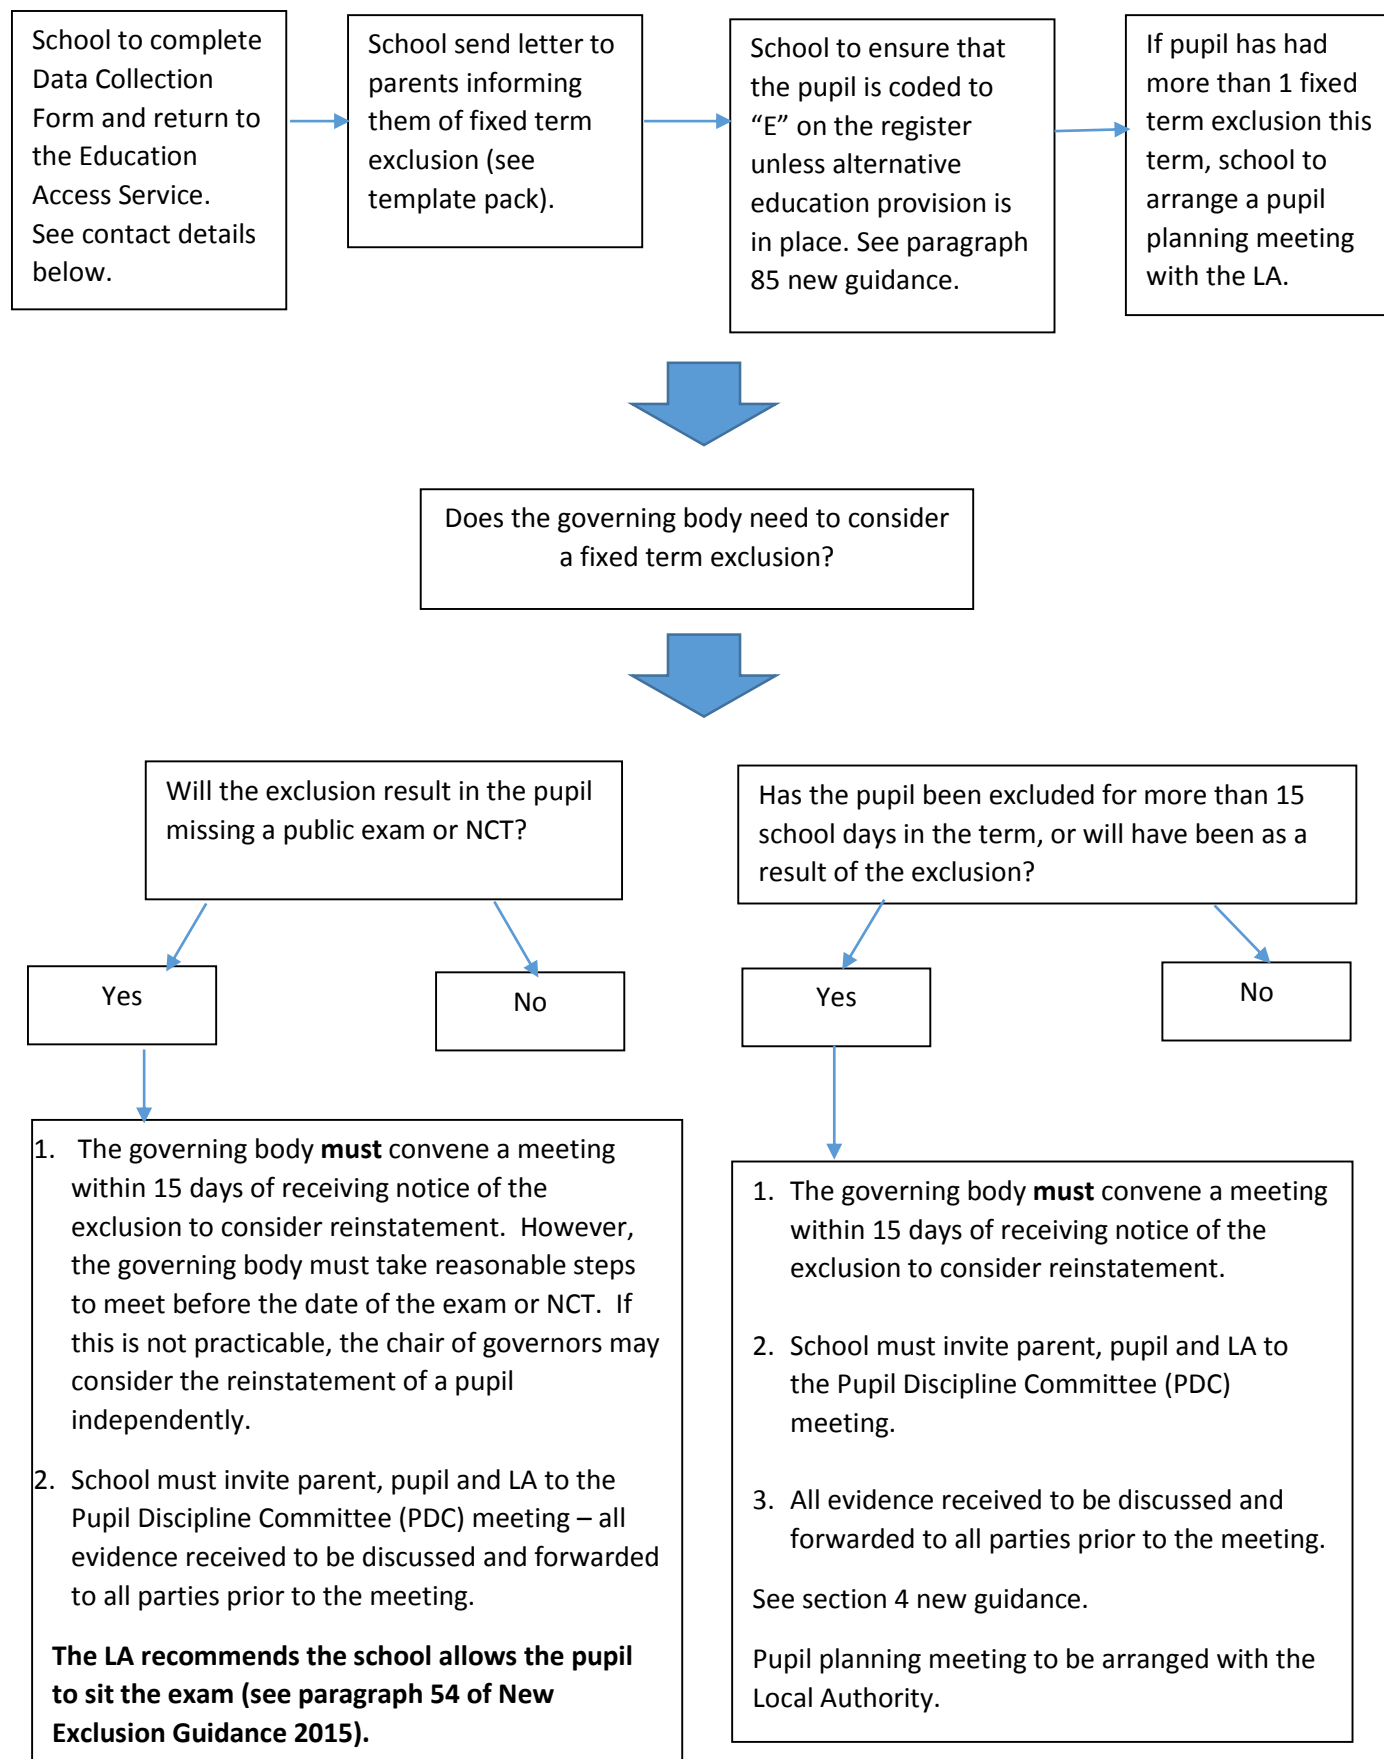 School to complete
Data Collection
Form and return to
the Education
Access Service.
See contact details
below.
School send letter to
parents informing
them of fixed term
exclusion (see
template pack).
School to ensure that
the pupil is coded to
“E” on the register
unless alternative
education provision is
in place. See paragraph
85 new guidance.
If pupil has had
more than 1 fixed
term exclusion this
term, school to
arrange a pupil
planning meeting
with the LA.
Does the governing body need to consider
a fixed term exclusion?
Will the exclusion result in the pupil
missing a public exam or NCT?
Yes
No
1. The governing body must convene a meeting
within 15 days of receiving notice of the
exclusion to consider reinstatement. However,
the governing body must take reasonable steps
to meet before the date of the exam or NCT. If
this is not practicable, the chair of governors may
consider the reinstatement of a pupil
independently.
2. School must invite parent, pupil and LA to the
Pupil Discipline Committee (PDC) meeting – all
evidence received to be discussed and forwarded
to all parties prior to the meeting.
The LA recommends the school allows the pupil
to sit the exam (see paragraph 54 of New
Exclusion Guidance 2015).
Has the pupil been excluded for more than 15
school days in the term, or will have been as a
result of the exclusion?
Yes
No
1. The governing body must convene a meeting
within 15 days of receiving notice of the
exclusion to consider reinstatement.
2. School must invite parent, pupil and LA to
the Pupil Discipline Committee (PDC)
meeting.
3. All evidence received to be discussed and
forwarded to all parties prior to the meeting.
See section 4 new guidance.
Pupil planning meeting to be arranged with the
Local Authority.